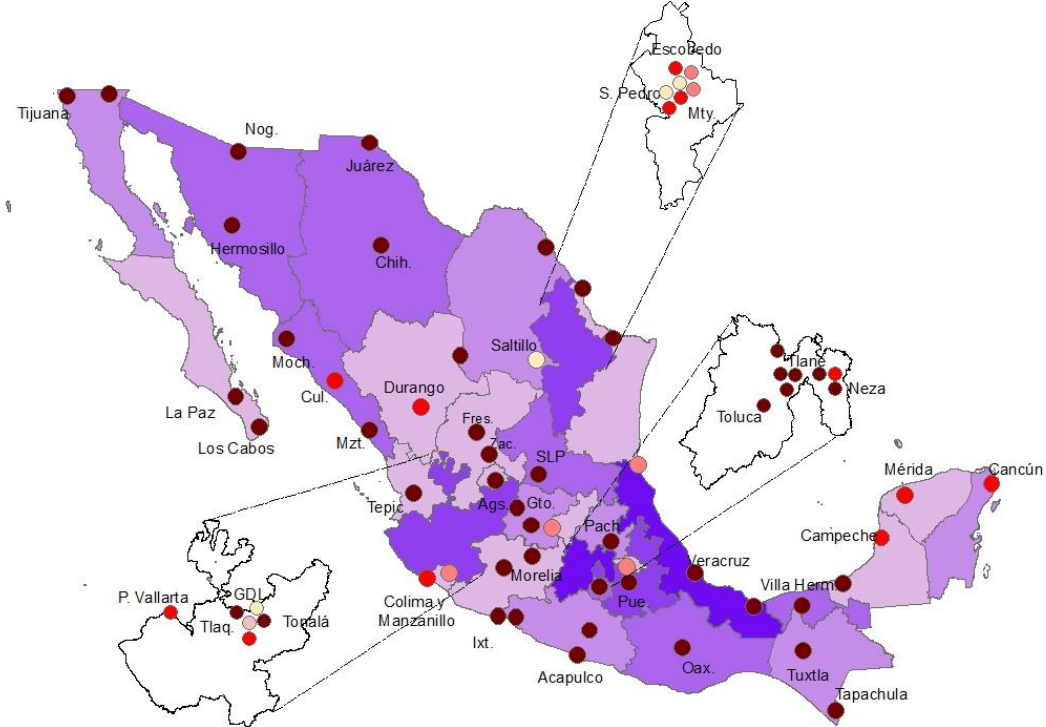 Escobedo
S. Pedro
Mty.
Tijuana
Nog.
Juárez
Hermosillo
Chih.
Saltillo
Moch.
Cul.
Durango
Tlane
Neza
Toluca
La Paz
Los Cabos
Mzt.
Fres.
Zac.
SLP
Mérida
Cancún
Tepic
Ags.
Gto.
Pach
Campeche
Veracruz
Villa Herm.
Morelia
Pue.
P. Vallarta
GDL
Tlaq.
Tonalá
Colima y
Manzanillo
Ixt.
Acapulco
Oax.
Tuxtla
Tapachula